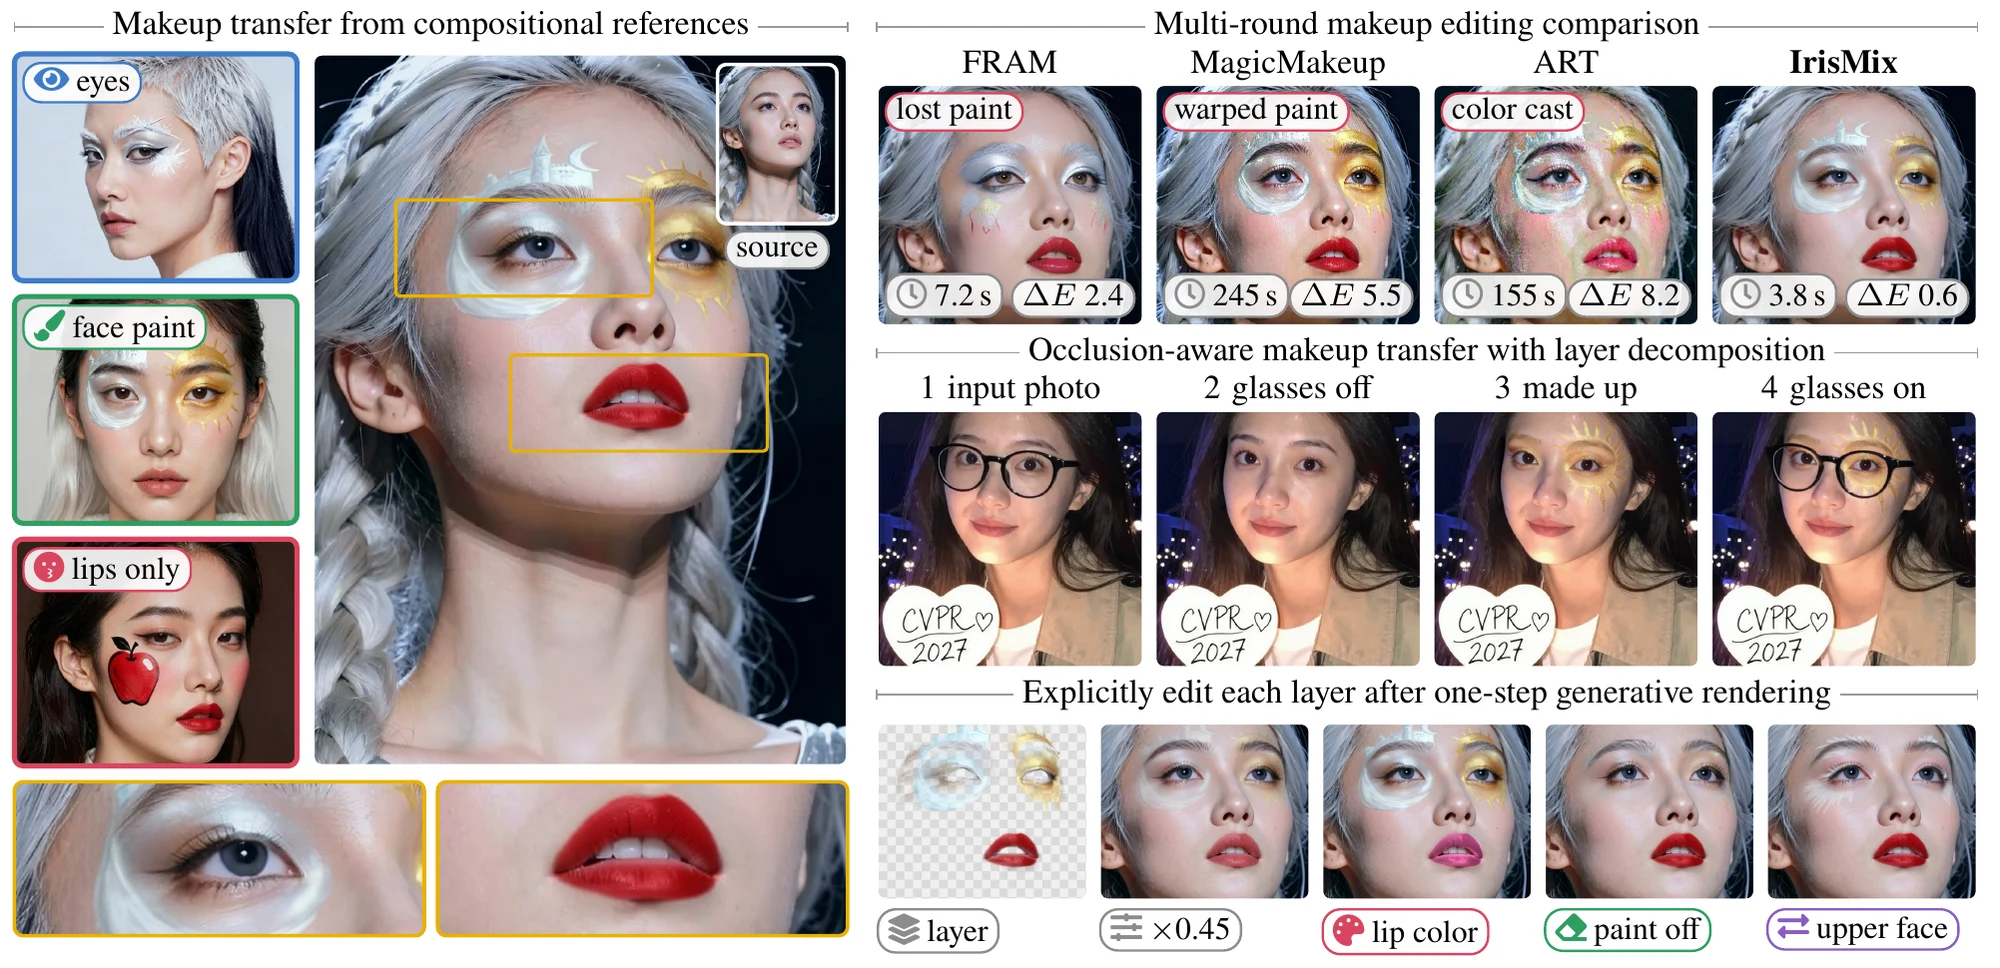 Makeup transfer from compositional references
eyes
face paint
lips only
source
Multi-round makeup editing comparison
FRAM MagicMakeup ART IrisMix
lost paint warped paint color cast
7.2 s ΔE 2.4 245 s ΔE 5.5 155 s ΔE 8.2 3.8 s ΔE 0.6
Occlusion-aware makeup transfer with layer decomposition
1 input photo 2 glasses off 3 made up 4 glasses on
CVPR♡ CVPR♡ CVPR♡ CVPR♡
2027 2027 2027 2027
Explicitly edit each layer after one-step generative rendering
layer ×0.45 lip color paint off upper face